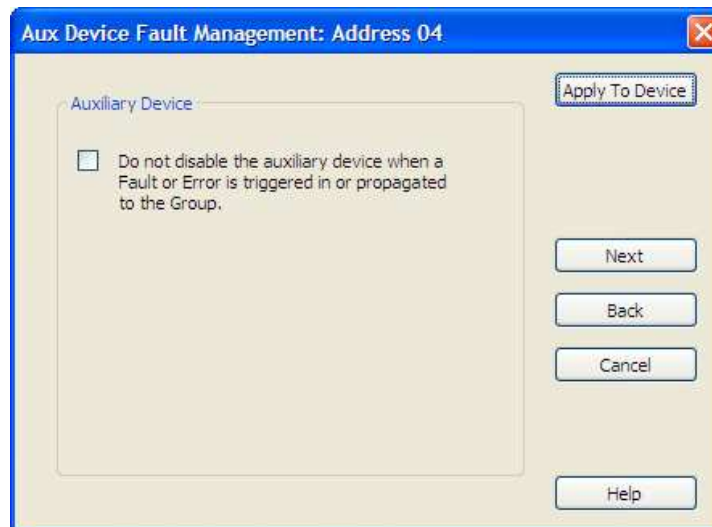 Aux Device Fault Management: Address 04
Apply To Device
Auxiliary Device
Do not disable the auxiliary device when a
Fault or Error is triggered in or propagated
to the Group.
Next
Back
Cancel
Help